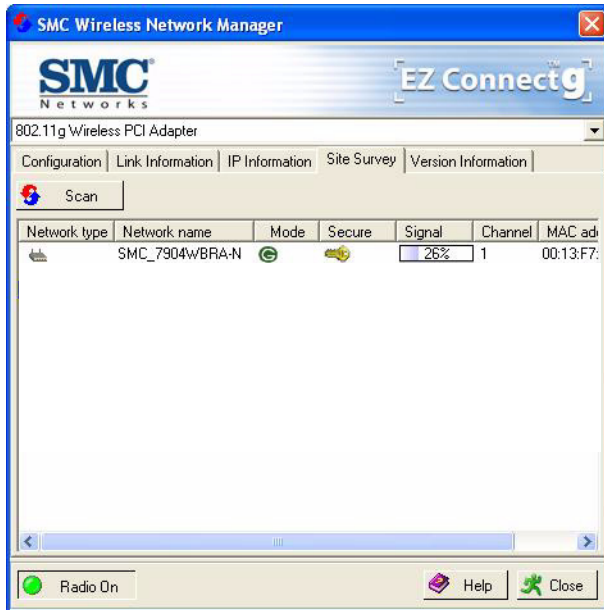 SMC Wireless Network Manager
SMC®
Networks
EZ Connect™ g
802.11g Wireless PCI Adapter
Configuration Link Information IP Information Site Survey Version Information
Scan
Network type Network name Mode Secure Signal Channel MAC add
SMC_7904WBRA-N G 26% 1 00:13:F7:
Radio On Help Close